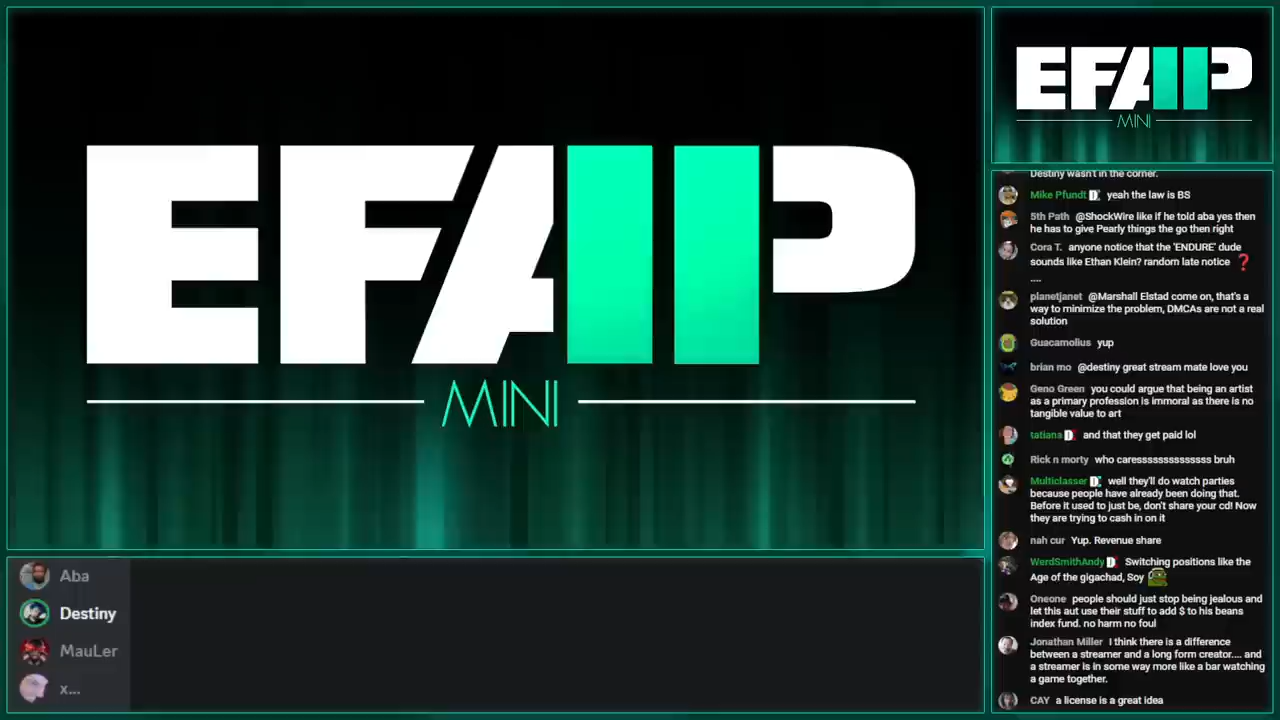 EFAP
MINI
Aba
Destiny
MauLer
x...
EFAP
MINI
Destiny wasn't in the corner.
Mike Pfundt yeah the law is BS
5th Path @ShockWire like if he told aba yes then
he has to give Pearly things the go then right
Cora T. anyone notice that the 'ENDURE' dude
sounds like Ethan Klein? random late notice ❓
....
planetjanet @Marshall Elstad come on, that's a
way to minimize the problem, DMCAs are not a real
solution
Guacamolius yup
brian mo @destiny great stream mate love you
Geno Green you could argue that being an artist
as a primary profession is immoral as there is no
tangible value to art
tatiana and that they get paid lol
Rick n morty who caresssssssssssss bruh
Multiclasser well they'll do watch parties
because people have already been doing that.
Before it used to just be, don't share your cd! Now
they are trying to cash in on it
nah cur Yup. Revenue share
WerdSmithAndy Switching positions like the
Age of the gigachad, Soy
Oneone people should just stop being jealous and
let this aut use their stuff to add $ to his beans
index fund. no harm no foul
Jonathan Miller I think there is a difference
between a streamer and a long form creator.... and
a streamer is in some way more like a bar watching
a game together.
CAY a license is a great idea